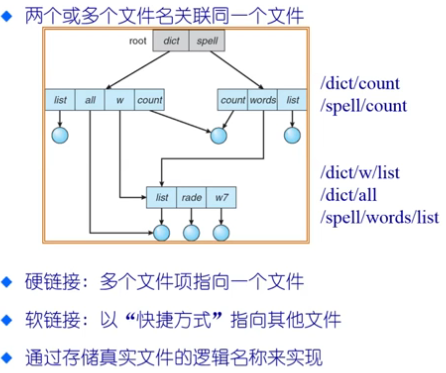 两个或多个文件名关联同一个文件
root dict spell
list all w count count words list
/dict/count
/spell/count
list rade w7
/dict/w/list
/dict/all
/spell/words/list
硬链接：多个文件项指向一个文件
软链接：以“快捷方式”指向其他文件
通过存储真实文件的逻辑名称来实现